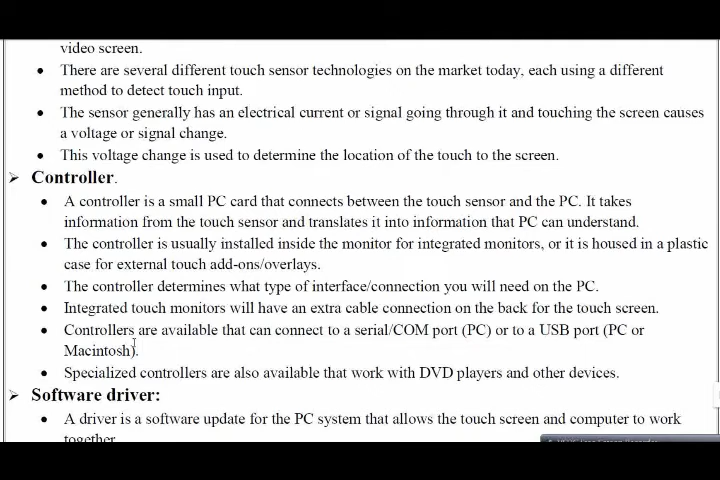 video screen.
● There are several different touch sensor technologies on the market today, each using a different
method to detect touch input.
● The sensor generally has an electrical current or signal going through it and touching the screen causes
a voltage or signal change.
● This voltage change is used to determine the location of the touch to the screen.
➢ Controller.
● A controller is a small PC card that connects between the touch sensor and the PC. It takes
information from the touch sensor and translates it into information that PC can understand.
● The controller is usually installed inside the monitor for integrated monitors, or it is housed in a plastic
case for external touch add-ons/overlays.
● The controller determines what type of interface/connection you will need on the PC.
● Integrated touch monitors will have an extra cable connection on the back for the touch screen.
● Controllers are available that can connect to a serial/COM port (PC) or to a USB port (PC or
Macintosh).
● Specialized controllers are also available that work with DVD players and other devices.
➢ Software driver:
● A driver is a software update for the PC system that allows the touch screen and computer to work
together.